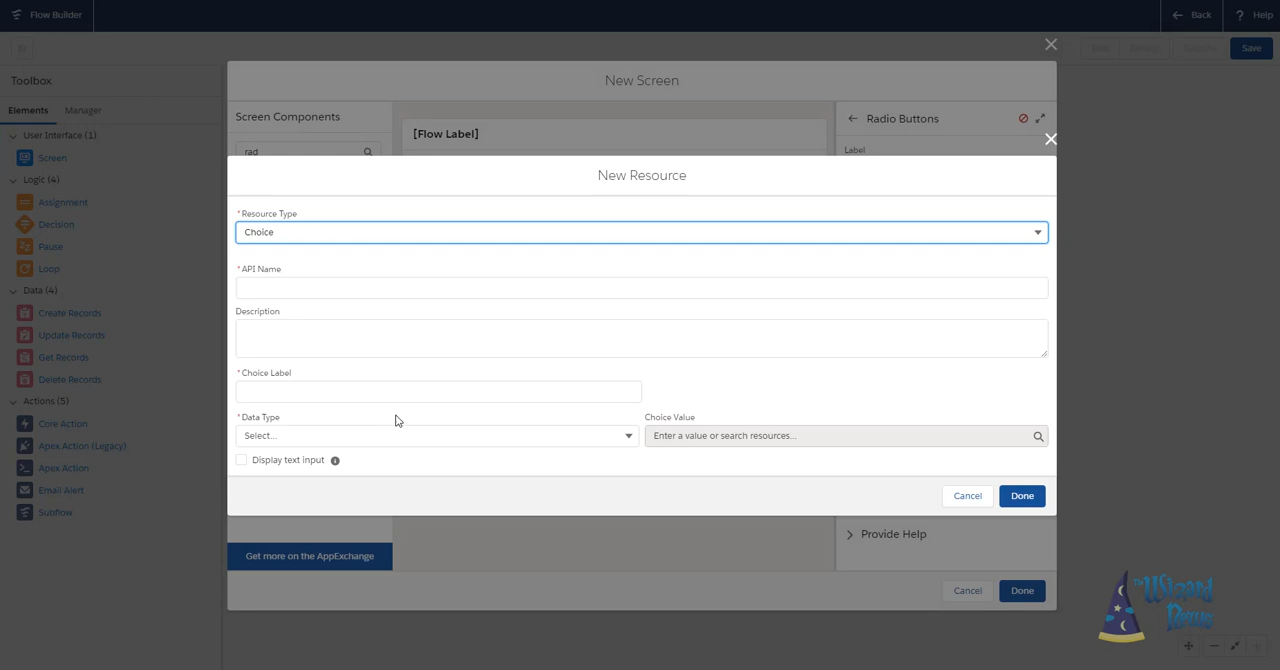 Flow Builder
Back
? Help
Save
Toolbox
Elements
Manager
User Interface (1)
Screen
Logic (4)
Assignment
Decision
Pause
Loop
Data (4)
Create Records
Update Records
Get Records
Delete Records
Actions (5)
Core Action
Apex Action (Legacy)
Apex Action
Email Alert
Subflow
New Screen
Screen Components
rad
[Flow Label]
Radio Buttons
Label
New Resource
* Resource Type
Choice
* API Name
Description
* Choice Label
* Data Type
Choice Value
Select...
Enter a value or search resources...
Display text input
Cancel
Done
Provide Help
Get more on the AppExchange
Cancel
Done
The Wizard
News